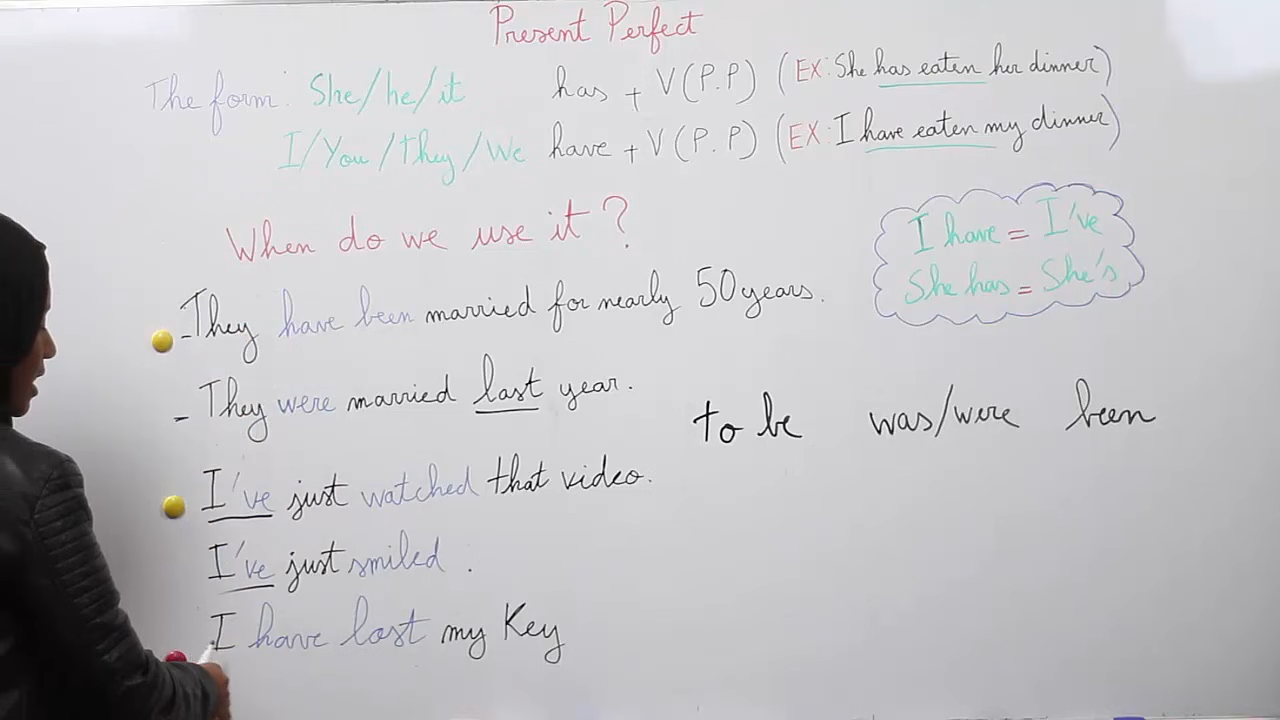 Present Perfect
The form: She/he/it has + V(P.P) (EX: She has eaten her dinner)
I/You/They/We have + V(P.P) (EX: I have eaten my dinner)
When do we use it?
I have = I've
She has = She's
- They have been married for nearly 50 years.
- They were married last year.
to be was/were been
I've just watched that video.
I've just smiled.
I have lost my Key